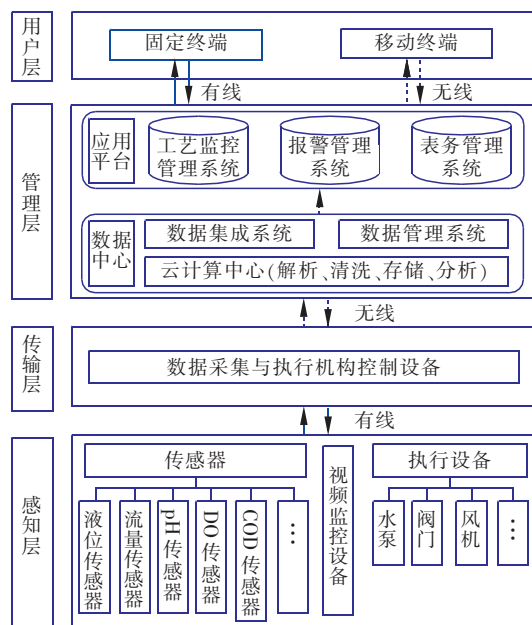 用户层
固定终端
移动终端
有线
无线
管理层
应用
平台
工艺监控
管理系统
报警管理
系统
表务管理
系统
数据
中心
数据集成系统
数据管理系统
云计算中心(解析、清洗、存储、分析)
无线
传输层
数据采集与执行机构控制设备
有线
感知层
传感器
液位传感器
流量传感器
pH传感器
DO传感器
COD传感器
…
视频监控设备
执行设备
水泵
阀门
风机
…